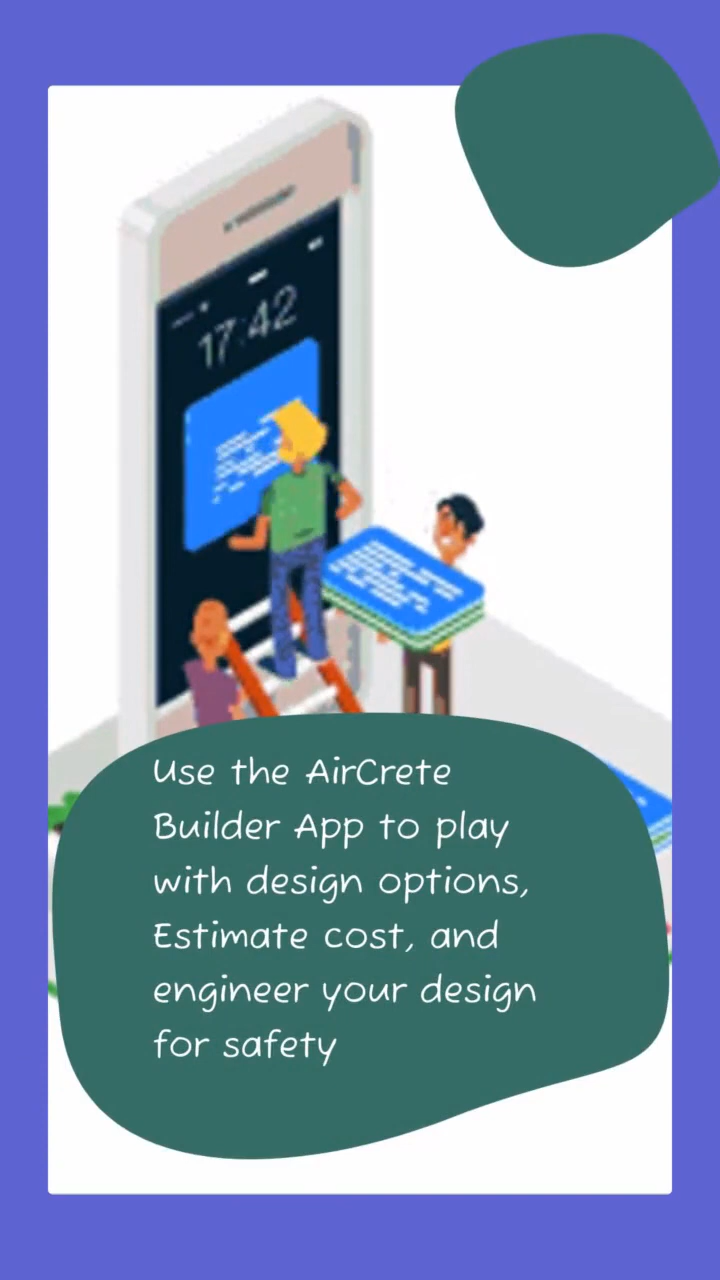 17:42
Use the AirCrete
Builder App to play
with design options,
Estimate cost, and
engineer your design
for safety